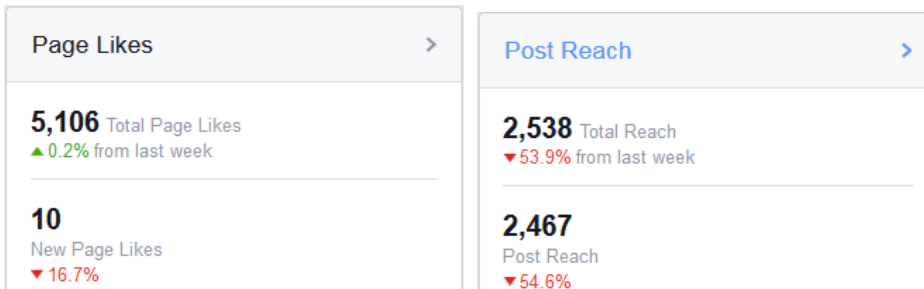 Page Likes
5,106 Total Page Likes
▲0.2% from last week
10
New Page Likes
▼16.7%
Post Reach
2,538 Total Reach
▼53.9% from last week
2,467
Post Reach
▼54.6%